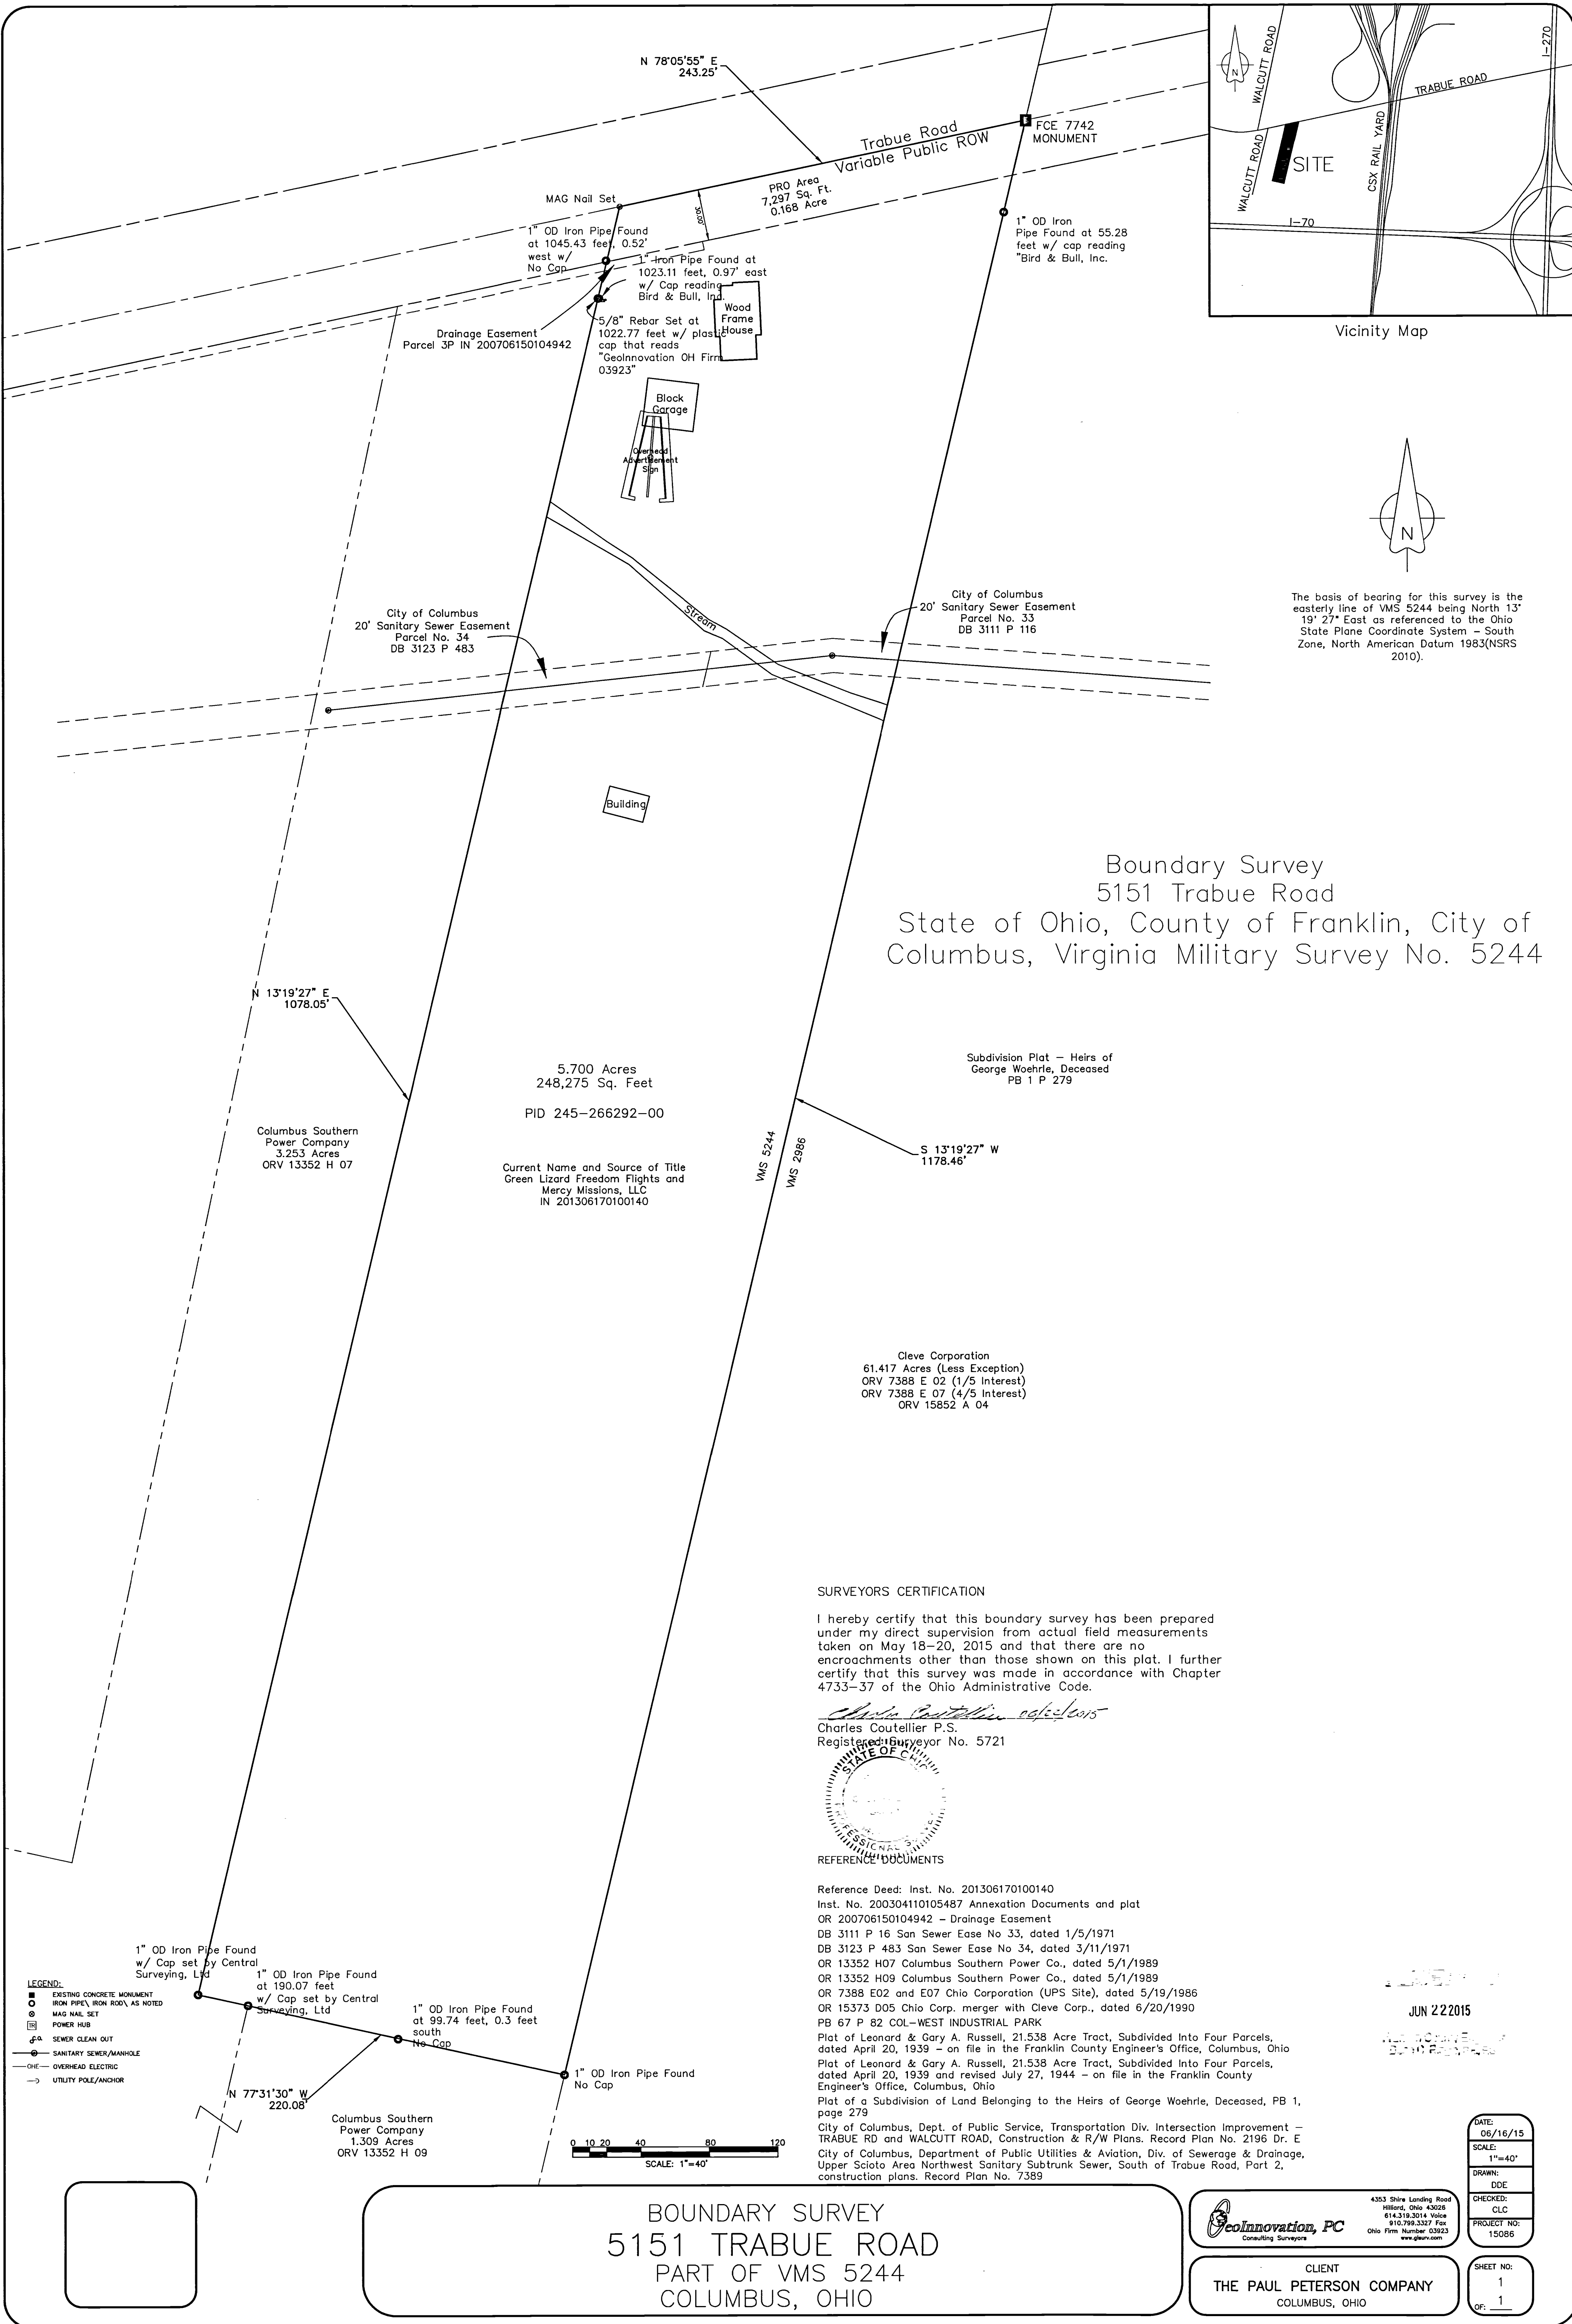 N 78°05'55" E
243.25'
Trabue Road
Variable Public ROW
FCE 7742
MONUMENT
MAG Nail Set
PRO Area
7,297 Sq. Ft.
0.168 Acre
30.00'
1" OD Iron Pipe Found
at 1045.43 feet, 0.52'
west w/
No Cap
1" Iron Pipe Found at
1023.11 feet, 0.97' east
w/ Cap reading
Bird & Bull, Ind.
1" OD Iron
Pipe Found at 55.28
feet w/ cap reading
"Bird & Bull, Inc.
Drainage Easement
Parcel 3P IN 200706150104942
5/8" Rebar Set at
1022.77 feet w/ plastic
cap that reads
"GeoInnovation OH Firm
03923"
Wood
Frame
House
Block
Garage
Overhead
Advertisement
Sign
WALCUTT ROAD
WALCUTT ROAD
N
TRABUE ROAD
I-270
CSX RAIL YARD
SITE
I-70
Vicinity Map
N
The basis of bearing for this survey is the
easterly line of VMS 5244 being North 13°
19' 27" East as referenced to the Ohio
State Plane Coordinate System – South
Zone, North American Datum 1983(NSRS
2010).
Stream
City of Columbus
20' Sanitary Sewer Easement
Parcel No. 34
DB 3123 P 483
City of Columbus
20' Sanitary Sewer Easement
Parcel No. 33
DB 3111 P 116
Building
Boundary Survey
5151 Trabue Road
State of Ohio, County of Franklin, City of
Columbus, Virginia Military Survey No. 5244
N 13°19'27" E
1078.05'
5.700 Acres
248,275 Sq. Feet
PID 245-266292-00
Subdivision Plat – Heirs of
George Woehrle, Deceased
PB 1 P 279
Columbus Southern
Power Company
3.253 Acres
ORV 13352 H 07
Current Name and Source of Title
Green Lizard Freedom Flights and
Mercy Missions, LLC
IN 201306170100140
VMS 5244
VMS 2986
S 13°19'27" W
1178.46'
Cleve Corporation
61.417 Acres (Less Exception)
ORV 7388 E 02 (1/5 Interest)
ORV 7388 E 07 (4/5 Interest)
ORV 15852 A 04
SURVEYORS CERTIFICATION
I hereby certify that this boundary survey has been prepared
under my direct supervision from actual field measurements
taken on May 18-20, 2015 and that there are no
encroachments other than those shown on this plat. I further
certify that this survey was made in accordance with Chapter
4733-37 of the Ohio Administrative Code.
Charles Coutellier P.S.
Registered Surveyor No. 5721
STATE OF OHIO
REFERENCE DOCUMENTS
Reference Deed: Inst. No. 201306170100140
Inst. No. 200304110105487 Annexation Documents and plat
OR 200706150104942 – Drainage Easement
DB 3111 P 16 San Sewer Ease No 33, dated 1/5/1971
DB 3123 P 483 San Sewer Ease No 34, dated 3/11/1971
OR 13352 H07 Columbus Southern Power Co., dated 5/1/1989
OR 13352 H09 Columbus Southern Power Co., dated 5/1/1989
OR 7388 E02 and E07 Chio Corporation (UPS Site), dated 5/19/1986
OR 15373 D05 Chio Corp. merger with Cleve Corp., dated 6/20/1990
PB 67 P 82 COL-WEST INDUSTRIAL PARK
Plat of Leonard & Gary A. Russell, 21.538 Acre Tract, Subdivided Into Four Parcels,
dated April 20, 1939 – on file in the Franklin County Engineer's Office, Columbus, Ohio
Plat of Leonard & Gary A. Russell, 21.538 Acre Tract, Subdivided Into Four Parcels,
dated April 20, 1939 and revised July 27, 1944 – on file in the Franklin County
Engineer's Office, Columbus, Ohio
Plat of a Subdivision of Land Belonging to the Heirs of George Woehrle, Deceased, PB 1,
page 279
City of Columbus, Dept. of Public Service, Transportation Div. Intersection Improvement –
TRABUE RD and WALCUTT ROAD, Construction & R/W Plans. Record Plan No. 2196 Dr. E
City of Columbus, Department of Public Utilities & Aviation, Div. of Sewerage & Drainage,
Upper Scioto Area Northwest Sanitary Subtrunk Sewer, South of Trabue Road, Part 2,
construction plans. Record Plan No. 7389
JUN 22 2015
1" OD Iron Pipe Found
w/ Cap set by Central
Surveying, Ltd
1" OD Iron Pipe Found
at 190.07 feet
w/ Cap set by Central
Surveying, Ltd
1" OD Iron Pipe Found
at 99.74 feet, 0.3 feet
south
No Cap
1" OD Iron Pipe Found
No Cap
N 77°31'30" W
220.08'
Columbus Southern
Power Company
1.309 Acres
ORV 13352 H 09
LEGEND:
EXISTING CONCRETE MONUMENT
IRON PIPE\ IRON ROD\ AS NOTED
MAG NAIL SET
POWER HUB
SEWER CLEAN OUT
SANITARY SEWER/MANHOLE
OHE OVERHEAD ELECTRIC
UTILITY POLE/ANCHOR
0 10 20 40 80 120
SCALE: 1"=40'
BOUNDARY SURVEY
5151 TRABUE ROAD
PART OF VMS 5244
COLUMBUS, OHIO
GeoInnovation, PC
Consulting Surveyors
4353 Shire Landing Road
Hilliard, Ohio 43026
614.319.3014 Voice
910.799.3327 Fax
Ohio Firm Number 03923
www.gisurv.com
CLIENT
THE PAUL PETERSON COMPANY
COLUMBUS, OHIO
DATE:
06/16/15
SCALE:
1"=40'
DRAWN:
DDE
CHECKED:
CLC
PROJECT NO:
15086
SHEET NO:
1
OF: 1